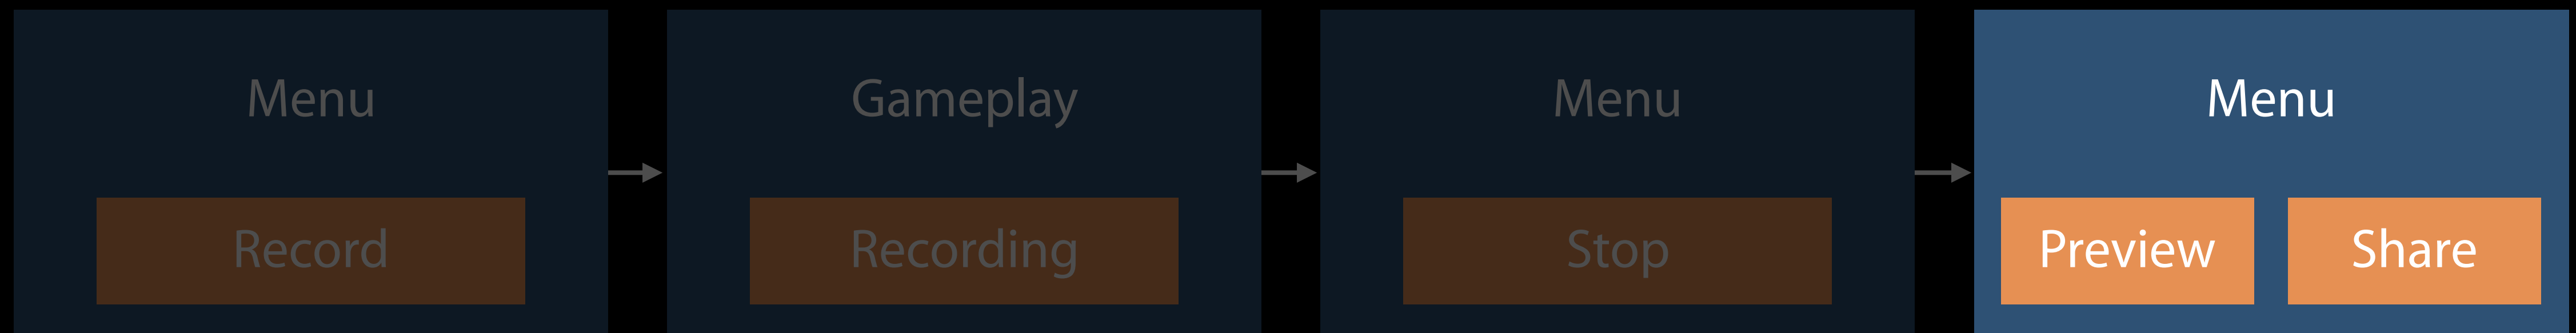 Menu
Record
Gameplay
Recording
Menu
Stop
Menu
Preview
Share